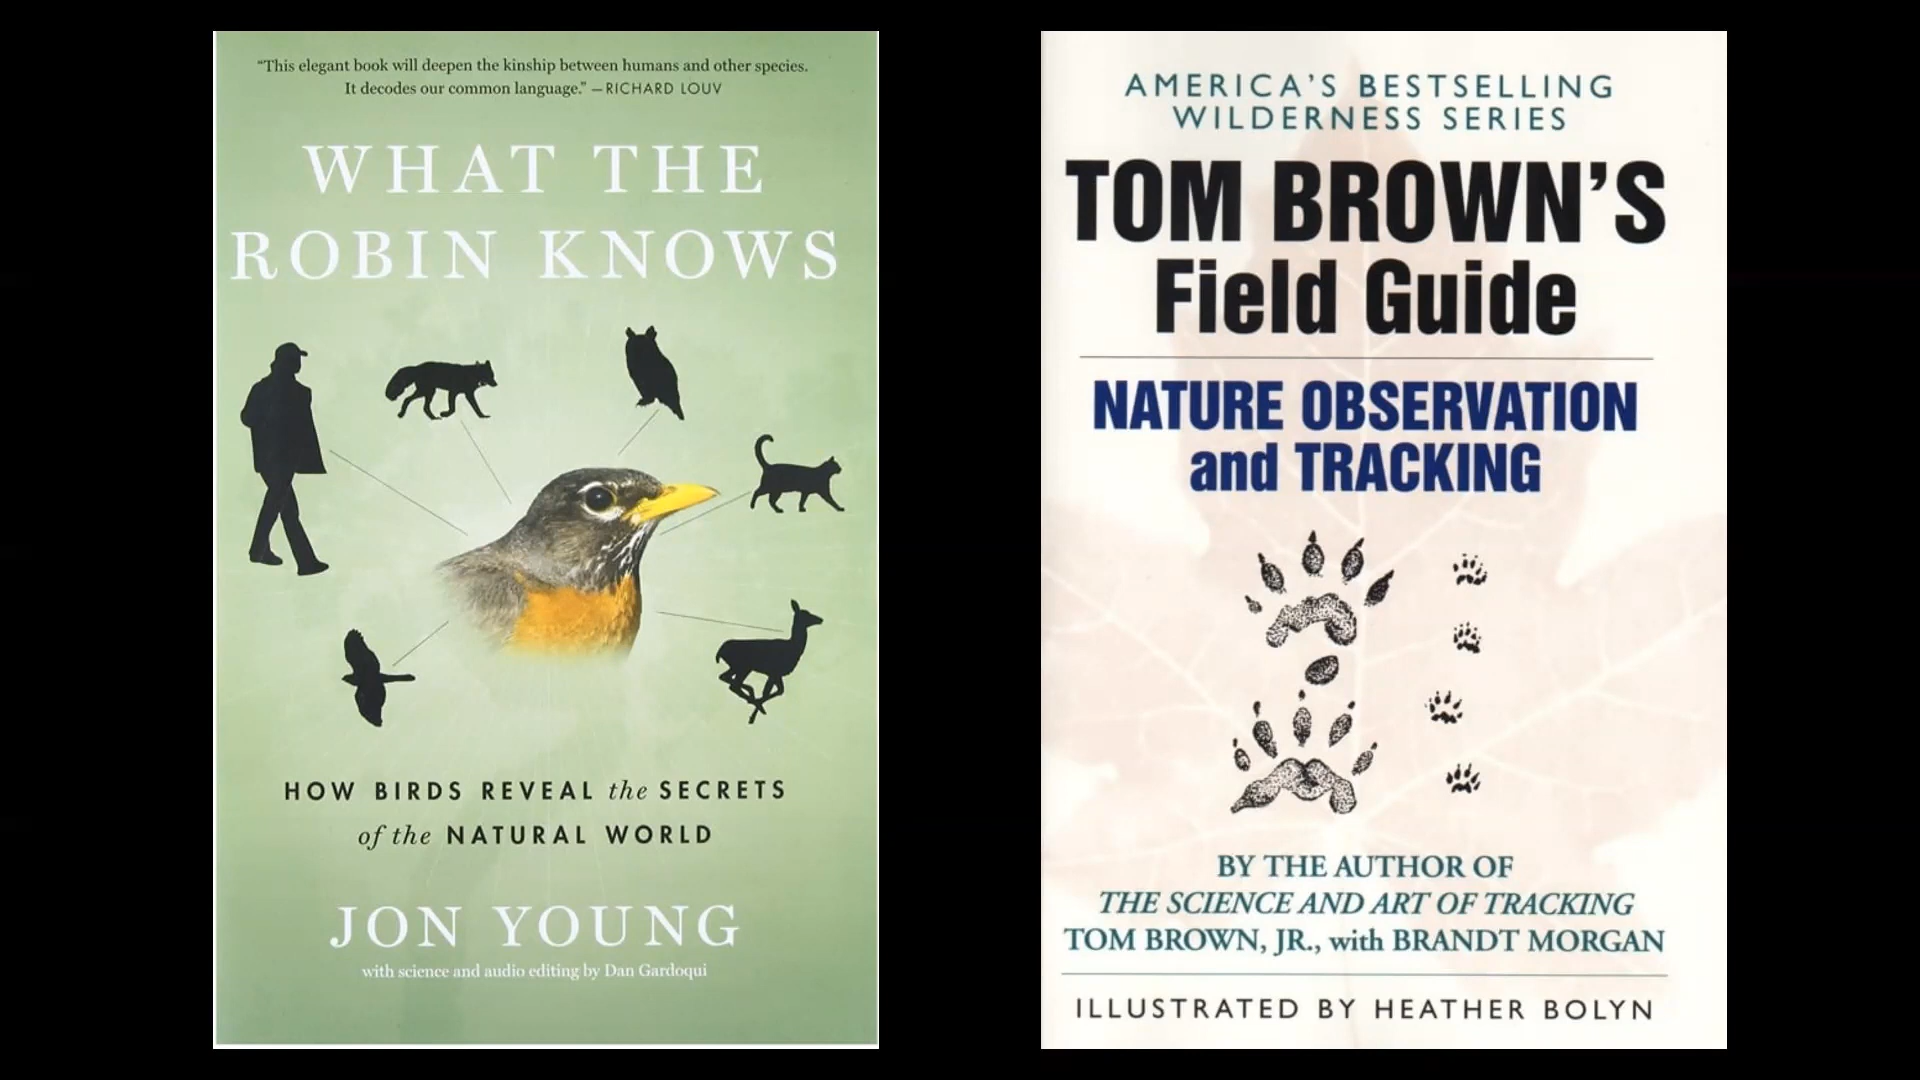 “This elegant book will deepen the kinship between humans and other species.
It decodes our common language.” —RICHARD LOUV
WHAT THE
ROBIN KNOWS
HOW BIRDS REVEAL the SECRETS
of the NATURAL WORLD
JON YOUNG
with science and audio editing by Dan Gardoqui
AMERICA’S BESTSELLING
WILDERNESS SERIES
TOM BROWN’S
Field Guide
NATURE OBSERVATION
and TRACKING
BY THE AUTHOR OF
THE SCIENCE AND ART OF TRACKING
TOM BROWN, JR., with BRANDT MORGAN
ILLUSTRATED BY HEATHER BOLYN